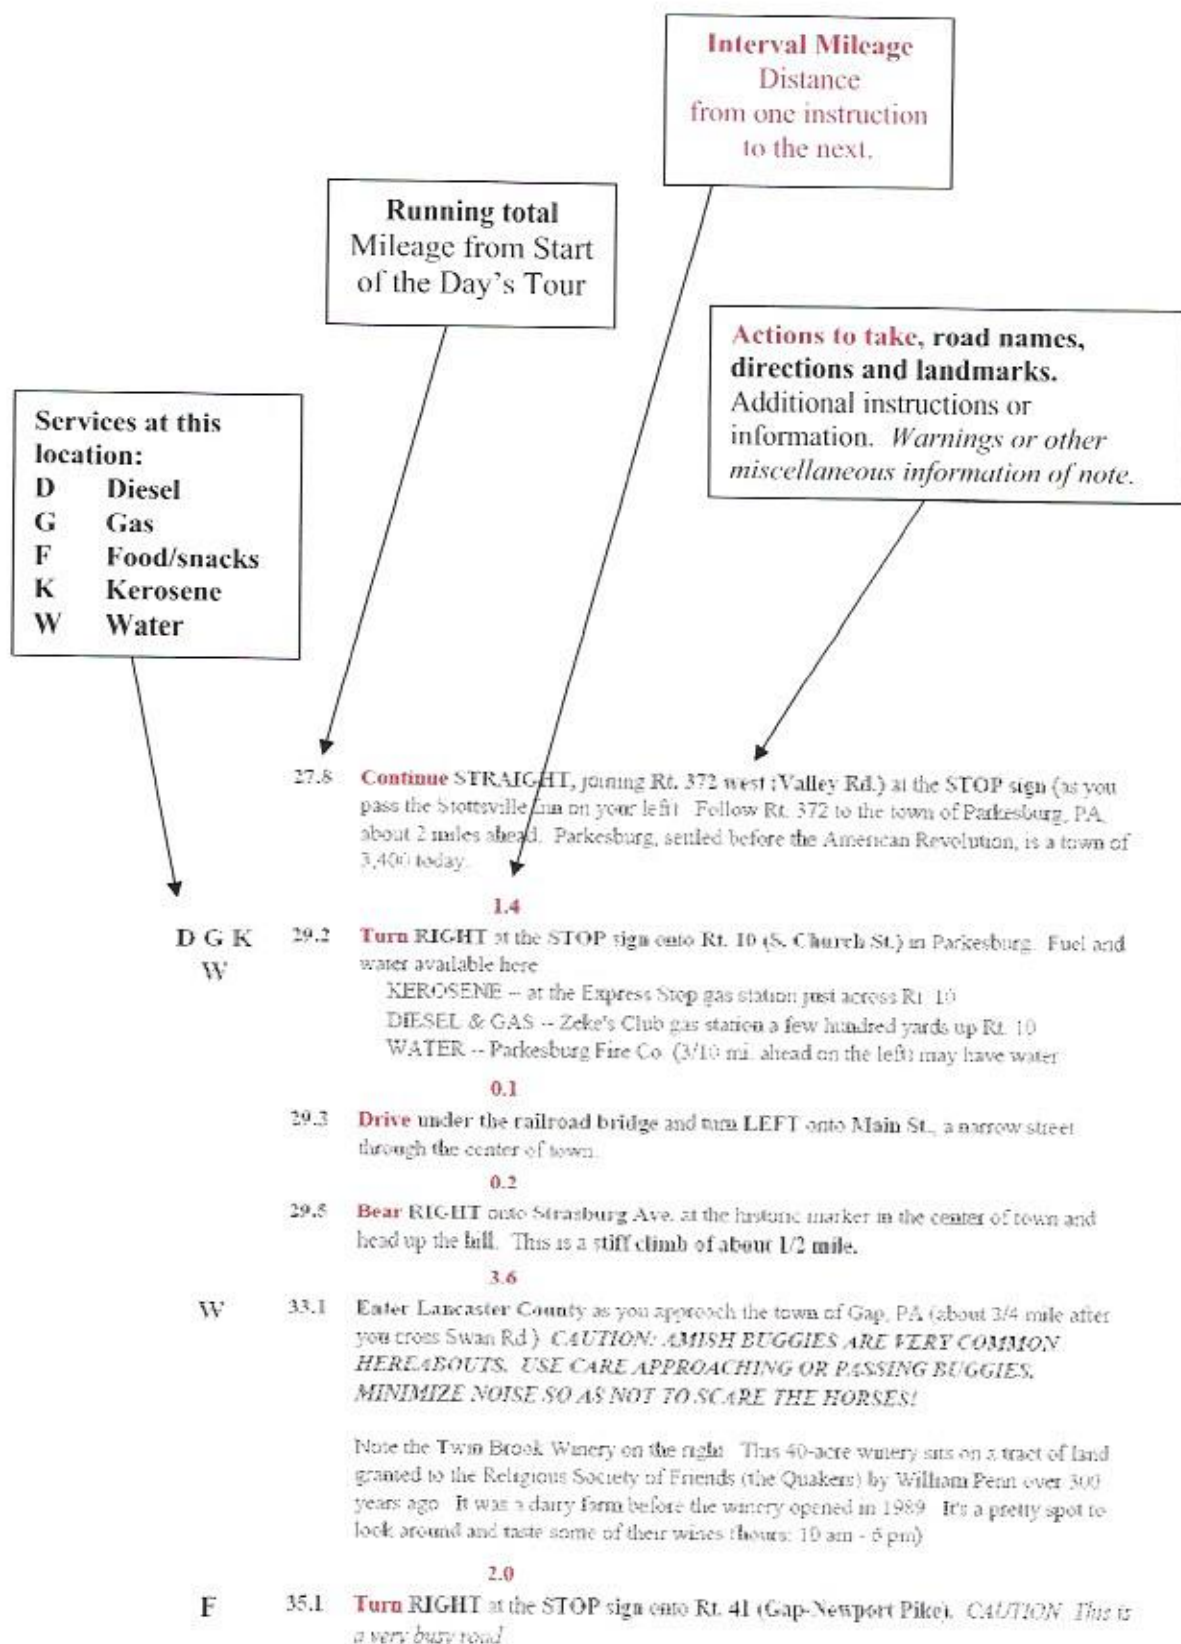 Interval Mileage
Distance
from one instruction
to the next.
Running total
Mileage from Start
of the Day's Tour
Actions to take, road names,
directions and landmarks.
Additional instructions or
information. Warnings or other
miscellaneous information of note.
Services at this
location:
D Diesel
G Gas
F Food/snacks
K Kerosene
W Water
27.8 Continue STRAIGHT, joining Rt. 372 west (Valley Rd.) at the STOP sign (as you
pass the Stottsville Inn on your left) Follow Rt. 372 to the town of Parkesburg, PA,
about 2 miles ahead. Parkesburg, settled before the American Revolution, is a town of
3,400 today.
1.4
D G K 29.2 Turn RIGHT at the STOP sign onto Rt. 10 (S. Church St.) in Parkesburg. Fuel and
W water available here
KEROSENE -- at the Express Stop gas station just across Rt. 10
DIESEL & GAS -- Zeke's Club gas station a few hundred yards up Rt. 10
WATER -- Parkesburg Fire Co. (3/10 mi. ahead on the left) may have water
0.1
29.3 Drive under the railroad bridge and turn LEFT onto Main St., a narrow street
through the center of town.
0.2
29.5 Bear RIGHT onto Strasburg Ave. at the historic marker in the center of town and
head up the hill. This is a stiff climb of about 1/2 mile.
3.6
W 33.1 Enter Lancaster County as you approach the town of Gap, PA (about 3/4 mile after
you cross Swan Rd.) CAUTION: AMISH BUGGIES ARE VERY COMMON
HEREABOUTS. USE CARE APPROACHING OR PASSING BUGGIES.
MINIMIZE NOISE SO AS NOT TO SCARE THE HORSES!
Note the Twin Brook Winery on the right This 40-acre winery sits on a tract of land
granted to the Religious Society of Friends (the Quakers) by William Penn over 300
years ago It was a dairy farm before the winery opened in 1989 It's a pretty spot to
look around and taste some of their wines (hours: 10 am - 6 pm)
2.0
F 35.1 Turn RIGHT at the STOP sign onto Rt. 41 (Gap-Newport Pike). CAUTION This is
a very busy road